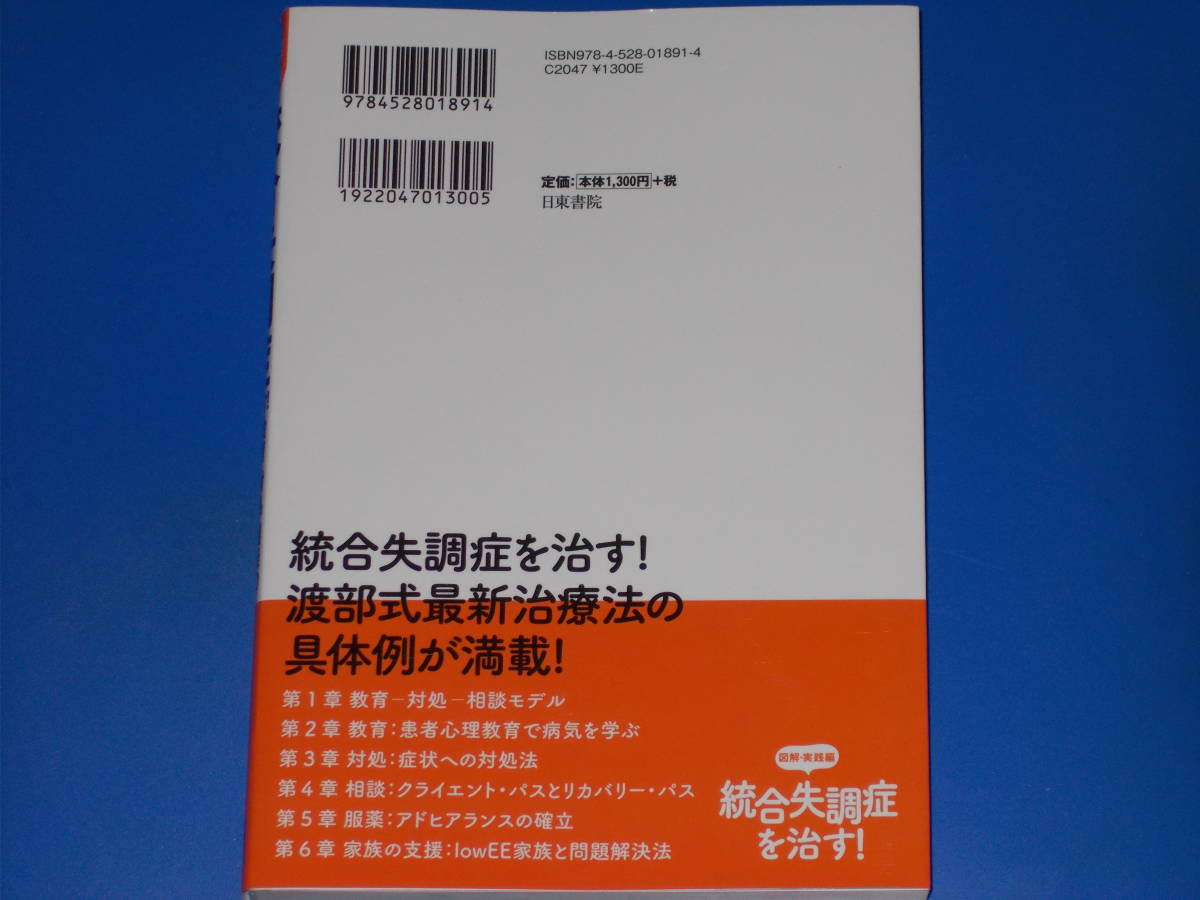 ISBN978-4-528-01891-4
C2047 ¥1300E
9784528018914
1922047013005
定価：本体1,300円+税
日東書院
統合失調症を治す！
渡部式最新治療法の
具体例が満載！
第1章 教育－対処－相談モデル
第2章 教育：患者心理教育で病気を学ぶ
第3章 対処：症状への対処法
第4章 相談：クライエント・パスとリカバリー・パス
第5章 服薬：アドヒアランスの確立
第6章 家族の支援：lowEE家族と問題解決法
図解・実践編
統合失調症
を治す！